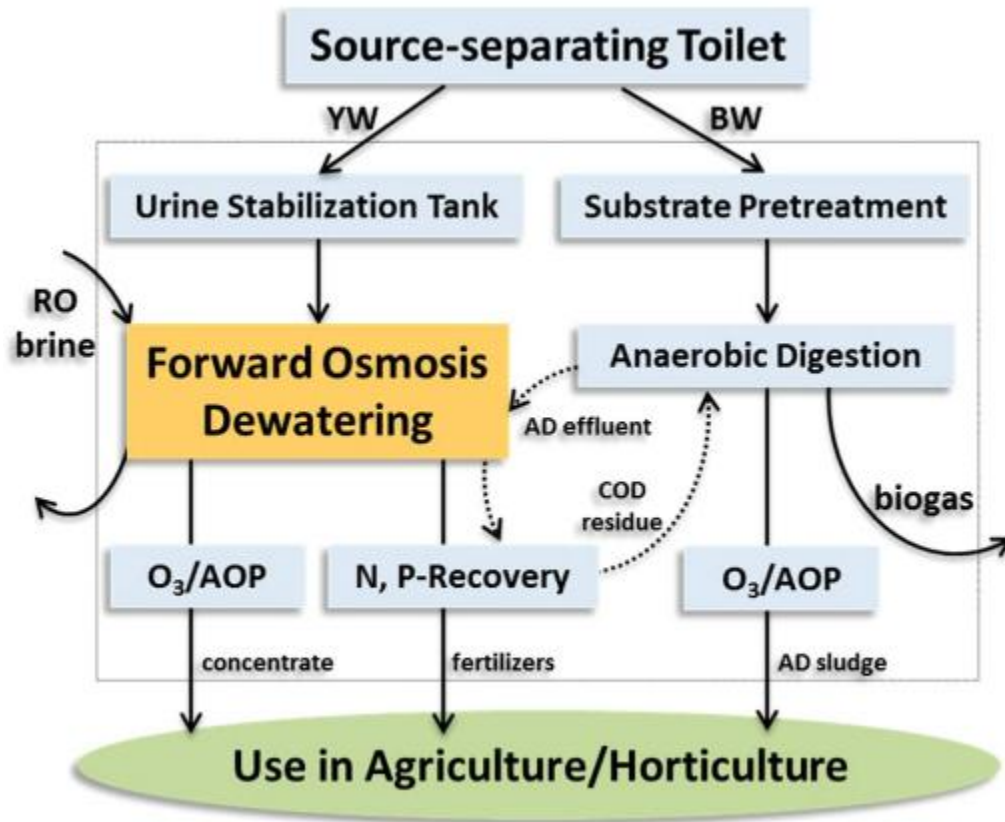 Source-separating Toilet
YW
BW
Urine Stabilization Tank
Substrate Pretreatment
RO
brine
Forward Osmosis
Dewatering
Anaerobic Digestion
AD effluent
COD
residue
biogas
O₃/AOP
N, P-Recovery
O₃/AOP
concentrate
fertilizers
AD sludge
Use in Agriculture/Horticulture